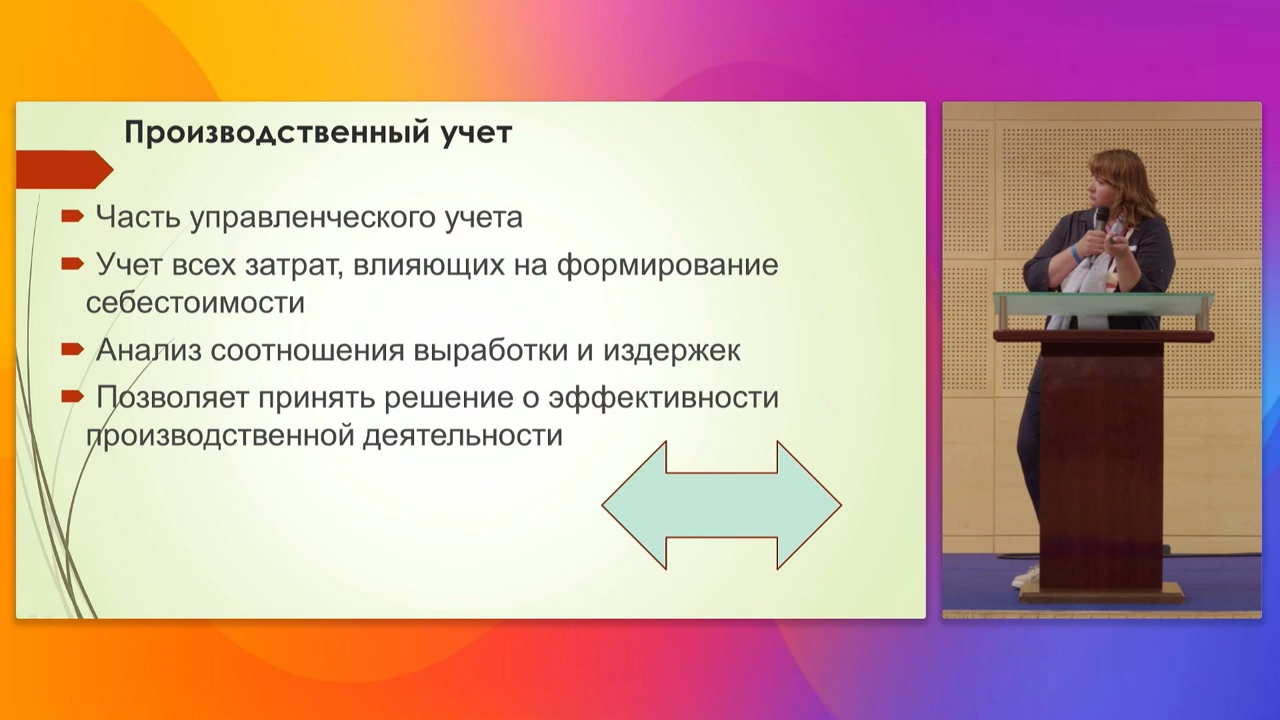 Производственный учет
Часть управленческого учета
Учет всех затрат, влияющих на формирование
себестоимости
Анализ соотношения выработки и издержек
Позволяет принять решение о эффективности
производственной деятельности